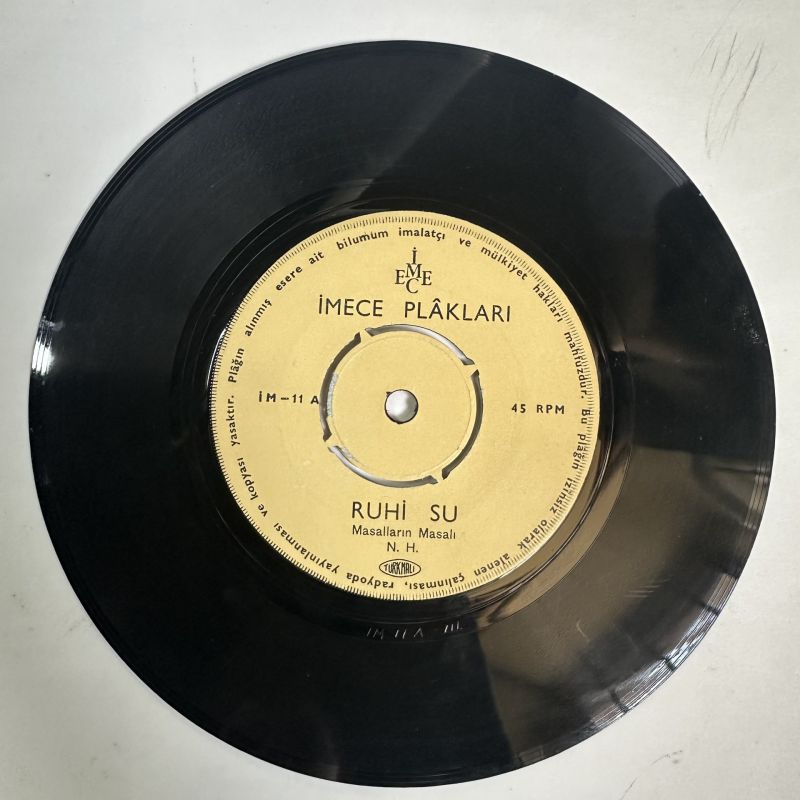 İMECE
İMECE PLÂKLARI
İM-11 A
45 RPM
RUHİ SU
Masalların Masalı
N. H.
TÜRKMALI
Plâğın alınmış esere ait bilumum imalatçı ve mülkiyet hakları mahfuzdur. Bu plâğın izinsiz olarak alenen çalınması, radyoda yayınlanması ve kopyası yasaktır.